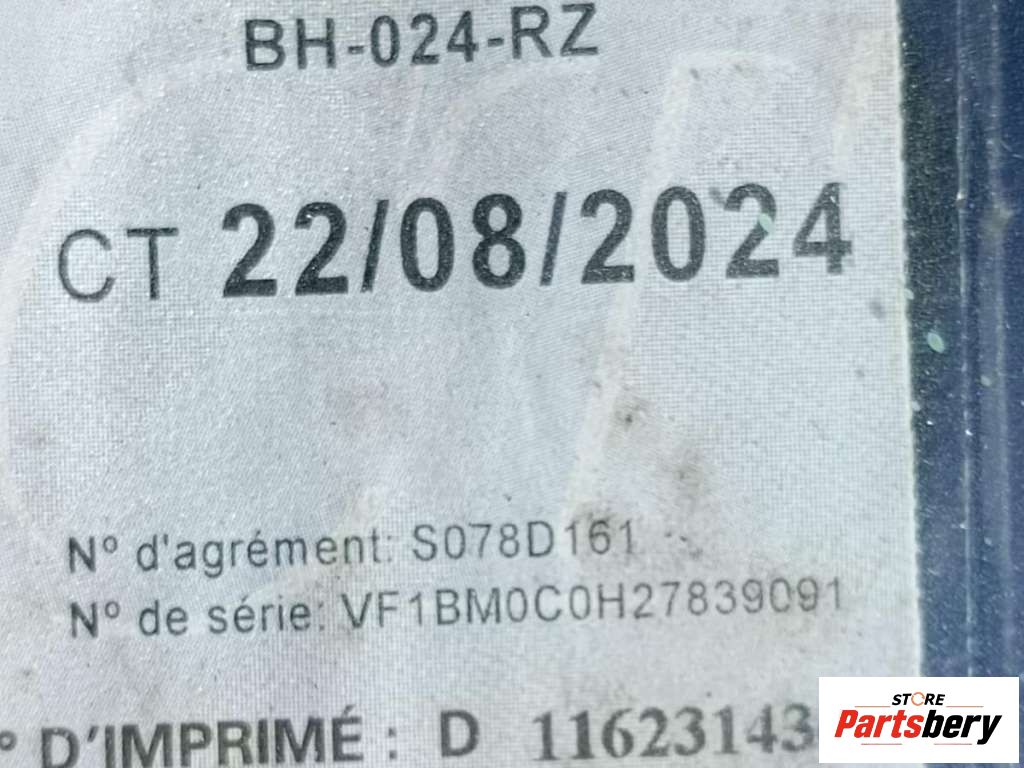 BH-024-RZ
CT 22/08/2024
N° d'agrément: S078D161
N° de série: VF1BM0C0H27839091
° D'IMPRIMÉ : D 11623143
STORE
Partsbery